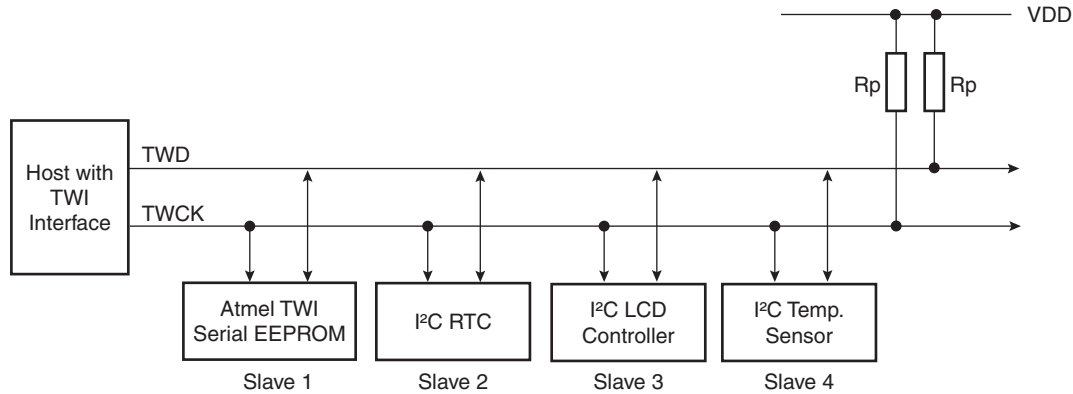 VDD
Rp
Rp
Host with
TWI
Interface
TWD
TWCK
Atmel TWI
Serial EEPROM
I²C RTC
I²C LCD
Controller
I²C Temp.
Sensor
Slave 1
Slave 2
Slave 3
Slave 4